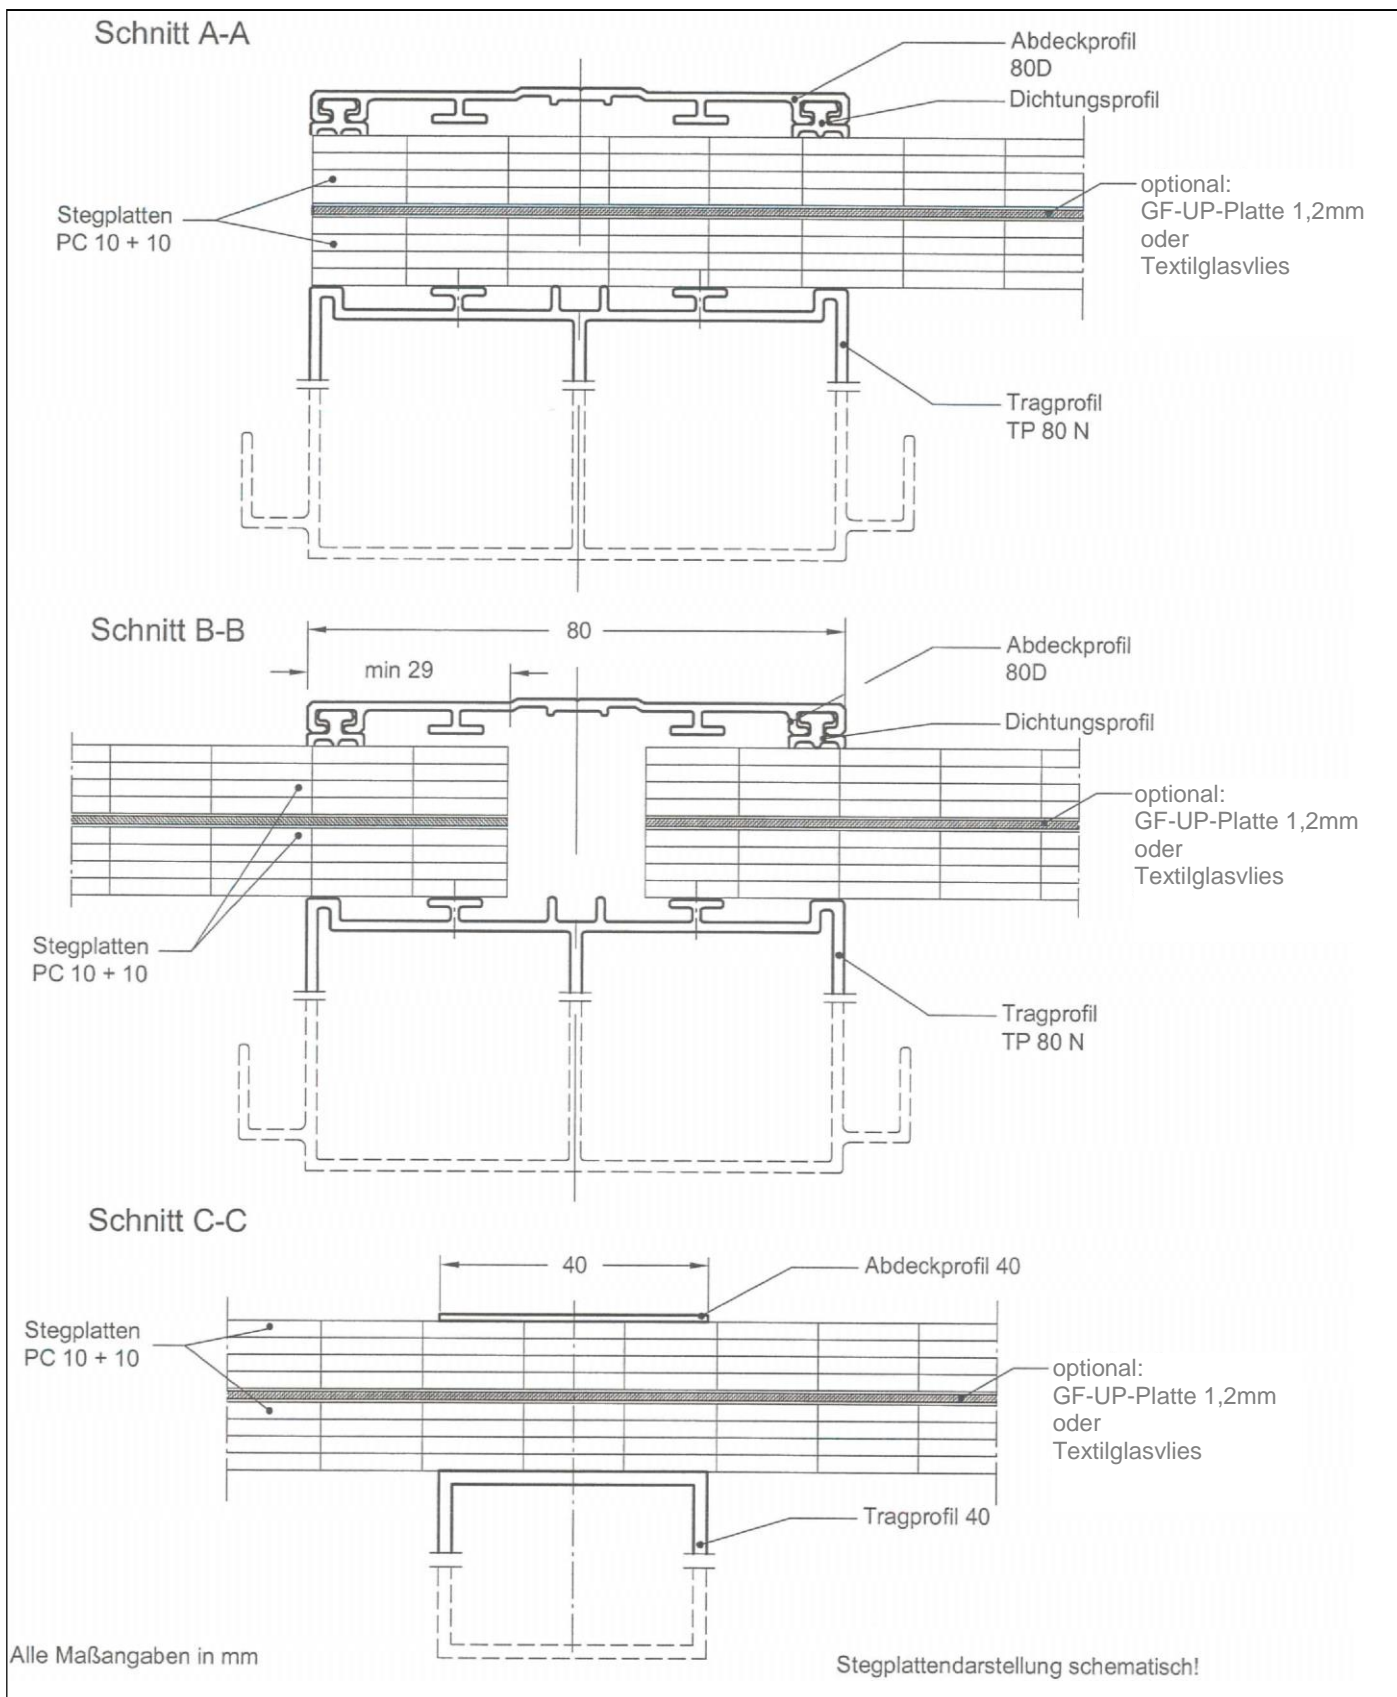 Schnitt A-A
Abdeckprofil
80D
Dichtungsprofil
optional:
GF-UP-Platte 1,2mm
oder
Textilglasvlies
Stegplatten
PC 10 + 10
Tragprofil
TP 80 N
Schnitt B-B
80
min 29
Abdeckprofil
80D
Dichtungsprofil
optional:
GF-UP-Platte 1,2mm
oder
Textilglasvlies
Stegplatten
PC 10 + 10
Tragprofil
TP 80 N
Schnitt C-C
40
Abdeckprofil 40
Stegplatten
PC 10 + 10
optional:
GF-UP-Platte 1,2mm
oder
Textilglasvlies
Tragprofil 40
Alle Maßangaben in mm
Stegplattendarstellung schematisch!